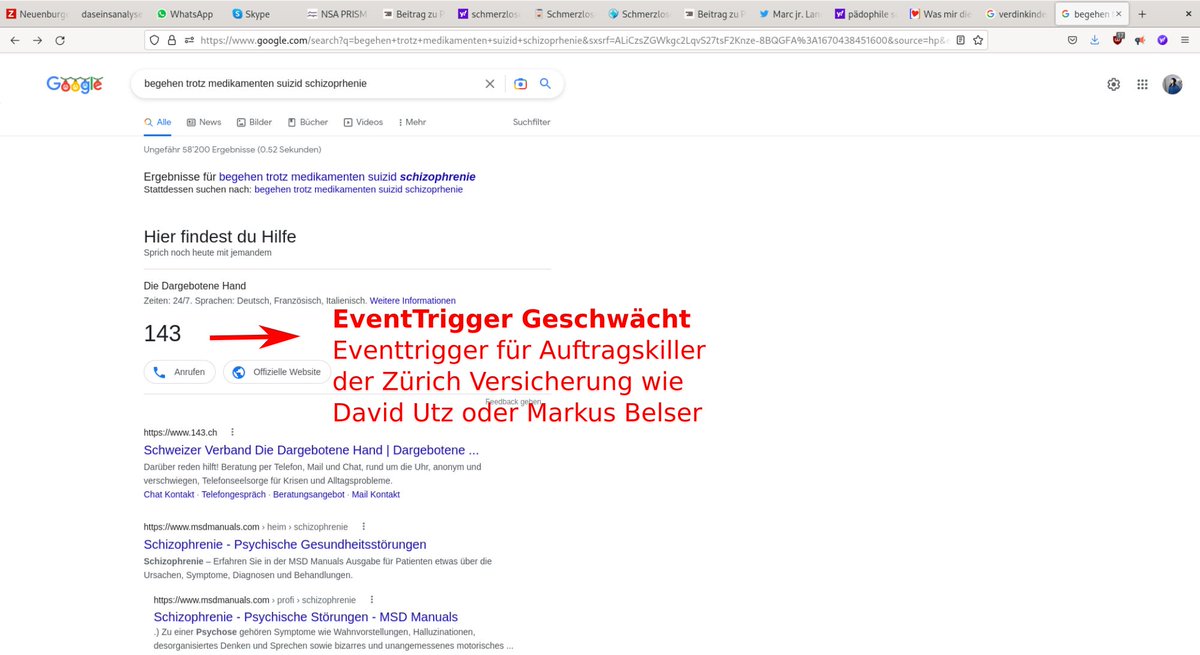 Neuenburg
daseinsanalyse
WhatsApp
Skype
NSA PRISM
Beitrag zu P
schmerzlos
Schmerzlos
Schmerzlos
Beitrag zu P
Marc jr. Lan
pädophile s
Was mir die
verdinkinde
begehen
https://www.google.com/search?q=begehen+trotz+medikamenten+suizid+schizoprhenie&sxsrf=ALiCzsZGWkgc2LqvS27tsF2Knze-8BQGFA%3A1670438451600&source=hp&
Google
begehen trotz medikamenten suizid schizoprhenie
Alle News Bilder Bücher Videos Mehr Suchfilter
Ungefähr 58'200 Ergebnisse (0.52 Sekunden)
Ergebnisse für begehen trotz medikamenten suizid schizophrenie
Stattdessen suchen nach: begehen trotz medikamenten suizid schizoprhenie
Hier findest du Hilfe
Sprich noch heute mit jemandem
Die Dargebotene Hand
Zeiten: 24/7. Sprachen: Deutsch, Französisch, Italienisch. Weitere Informationen
143
Anrufen Offizielle Website
EventTrigger Geschwächt
Eventtrigger für Auftragskiller
der Zürich Versicherung wie
David Utz oder Markus Belser
Feedback geben
https://www.143.ch
Schweizer Verband Die Dargebotene Hand | Dargebotene ...
Darüber reden hilft! Beratung per Telefon, Mail und Chat, rund um die Uhr, anonym und
verschwiegen, Telefonseelsorge für Krisen und Alltagsprobleme.
Chat Kontakt · Telefongespräch · Beratungsangebot · Mail Kontakt
https://www.msdmanuals.com › heim › schizophrenie
Schizophrenie - Psychische Gesundheitsstörungen
Schizophrenie – Erfahren Sie in der MSD Manuals Ausgabe für Patienten etwas über die
Ursachen, Symptome, Diagnosen und Behandlungen.
https://www.msdmanuals.com › profi › schizophrenie
Schizophrenie - Psychische Störungen - MSD Manuals
.) Zu einer Psychose gehören Symptome wie Wahnvorstellungen, Halluzinationen,
desorganisiertes Denken und Sprechen sowie bizarres und unangemessenes motorisches ...